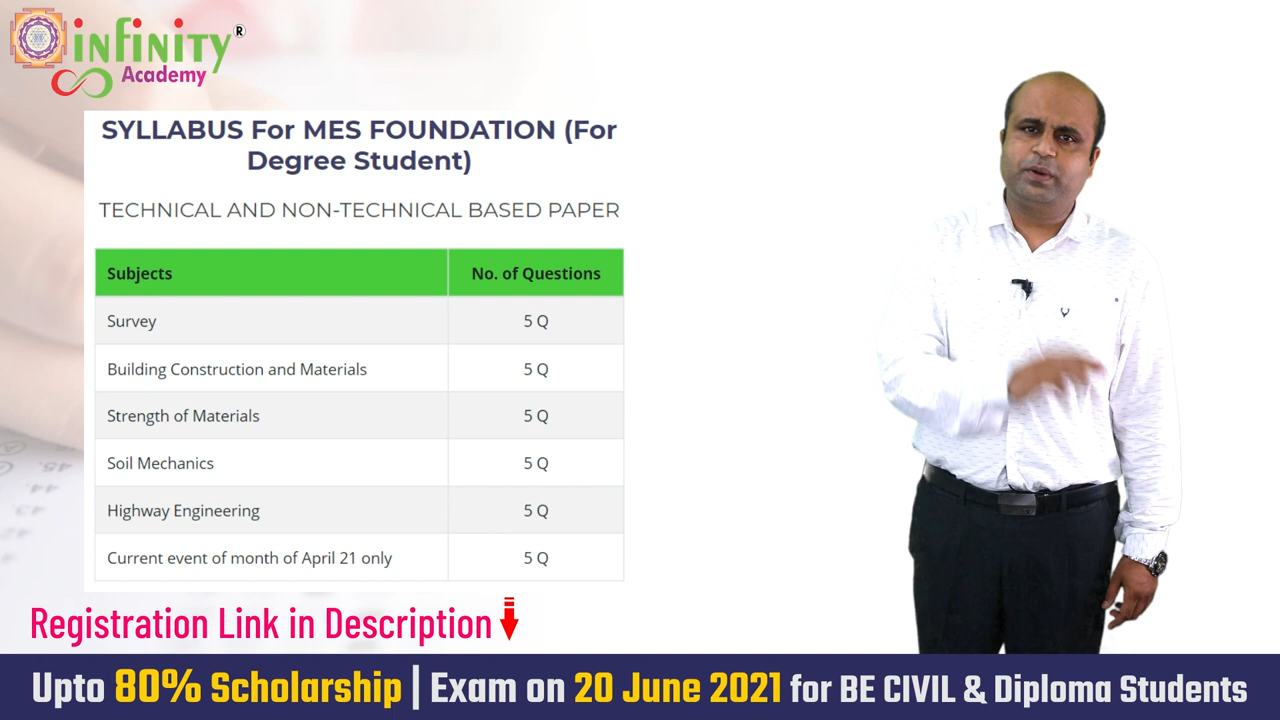 infinity®
Academy
SYLLABUS For MES FOUNDATION (For
Degree Student)
TECHNICAL AND NON-TECHNICAL BASED PAPER
Subjects No. of Questions
Survey 5 Q
Building Construction and Materials 5 Q
Strength of Materials 5 Q
Soil Mechanics 5 Q
Highway Engineering 5 Q
Current event of month of April 21 only 5 Q
Registration Link in Description
Upto 80% Scholarship | Exam on 20 June 2021 for BE CIVIL & Diploma Students